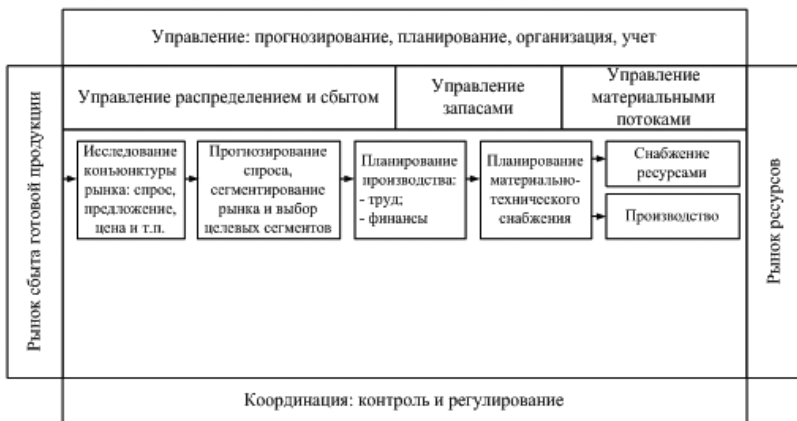 Управление: прогнозирование, планирование, организация, учет
Рынок сбыта готовой продукции
Управление распределением и сбытом
Управление
запасами
Управление
материальными
потоками
Исследование
конъюнктуры
рынка: спрос,
предложение,
цена и т.п.
Прогнозирование
спроса,
сегментирование
рынка и выбор
целевых сегментов
Планирование
производства:
- труд;
- финансы
Планирование
материально-
технического
снабжения
Снабжение
ресурсами
Производство
Рынок ресурсов
Координация: контроль и регулирование